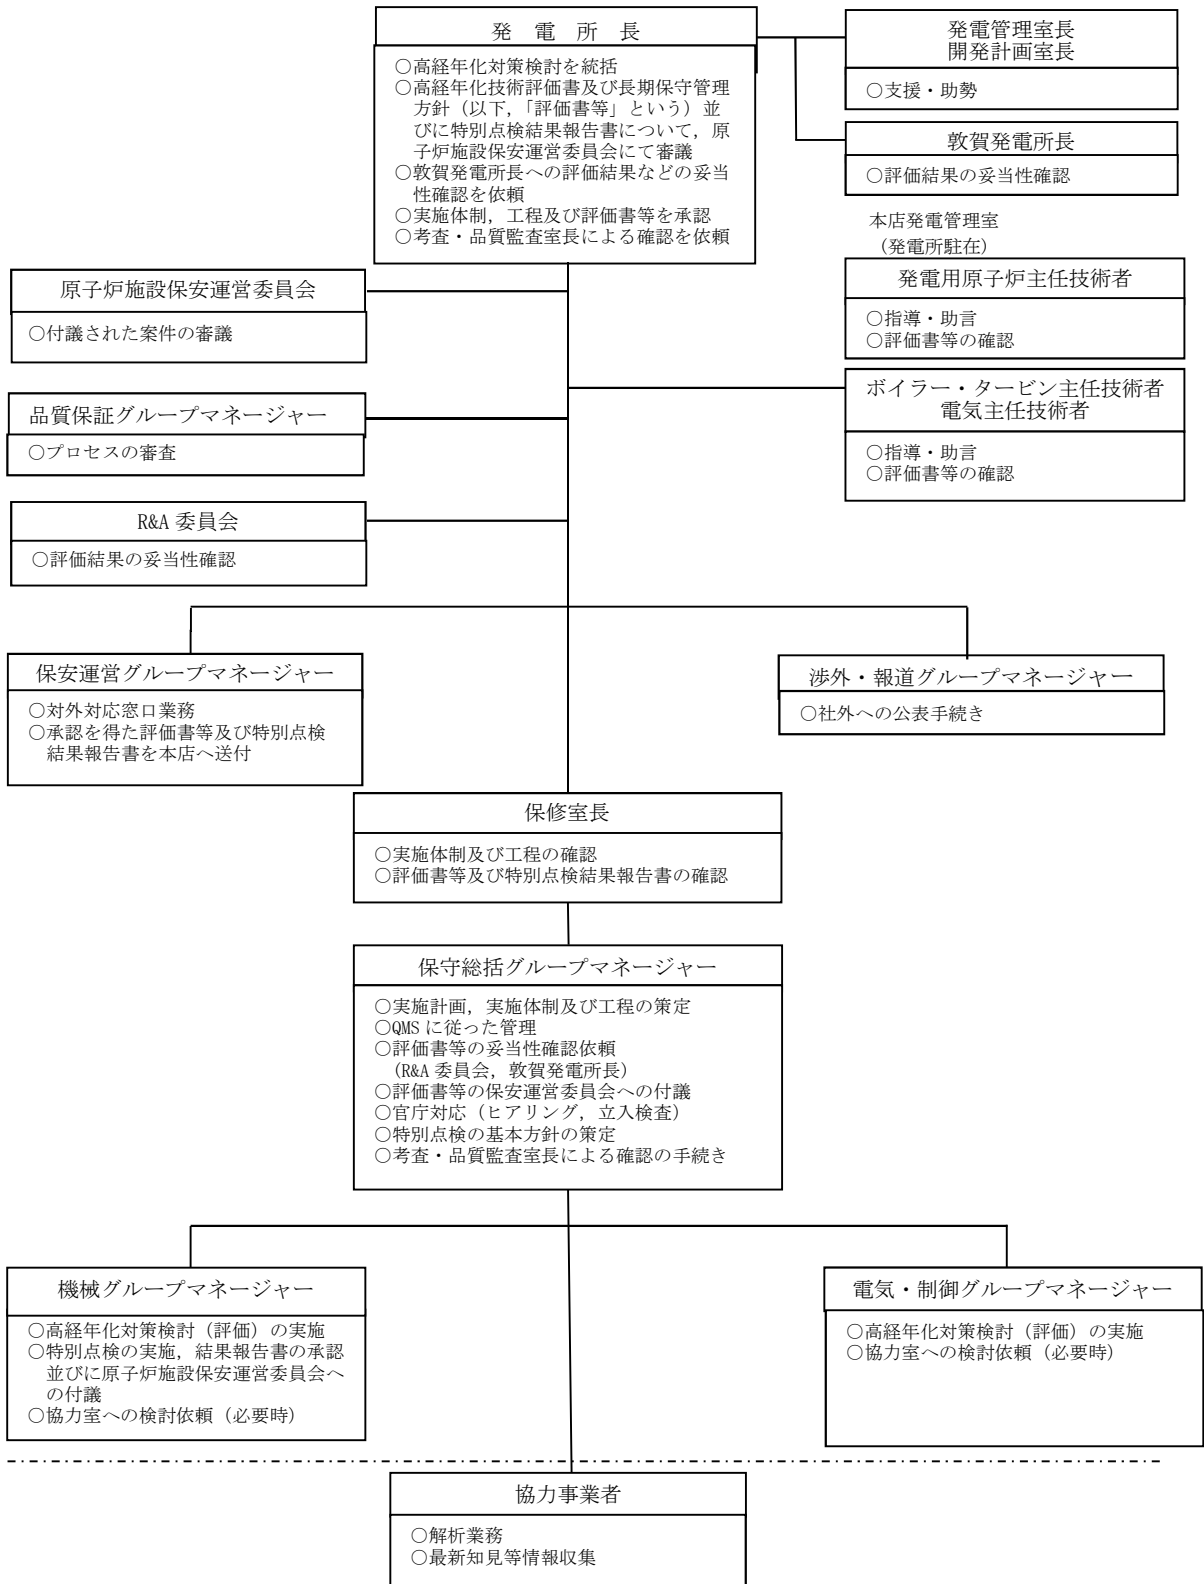 発　電　所　長
○高経年化対策検討を統括
○高経年化技術評価書及び長期保守管理
方針（以下，「評価書等」という）並
びに特別点検結果報告書について，原
子炉施設保安運営委員会にて審議
○敦賀発電所長への評価結果などの妥当
性確認を依頼
○実施体制，工程及び評価書等を承認
○考査・品質監査室長による確認を依頼
発電管理室長
開発計画室長
○支援・助勢
敦賀発電所長
○評価結果の妥当性確認
本店発電管理室
（発電所駐在）
発電用原子炉主任技術者
○指導・助言
○評価書等の確認
原子炉施設保安運営委員会
○付議された案件の審議
ボイラー・タービン主任技術者
電気主任技術者
○指導・助言
○評価書等の確認
品質保証グループマネージャー
○プロセスの審査
R&A 委員会
○評価結果の妥当性確認
保安運営グループマネージャー
○対外対応窓口業務
○承認を得た評価書等及び特別点検
結果報告書を本店へ送付
渉外・報道グループマネージャー
○社外への公表手続き
保修室長
○実施体制及び工程の確認
○評価書等及び特別点検結果報告書の確認
保守総括グループマネージャー
○実施計画，実施体制及び工程の策定
○QMS に従った管理
○評価書等の妥当性確認依頼
（R&A 委員会，敦賀発電所長）
○評価書等の保安運営委員会への付議
○官庁対応（ヒアリング，立入検査）
○特別点検の基本方針の策定
○考査・品質監査室長による確認の手続き
機械グループマネージャー
○高経年化対策検討（評価）の実施
○特別点検の実施，結果報告書の承認
並びに原子炉施設保安運営委員会へ
の付議
○協力室への検討依頼（必要時）
電気・制御グループマネージャー
○高経年化対策検討（評価）の実施
○協力室への検討依頼（必要時）
協力事業者
○解析業務
○最新知見等情報収集